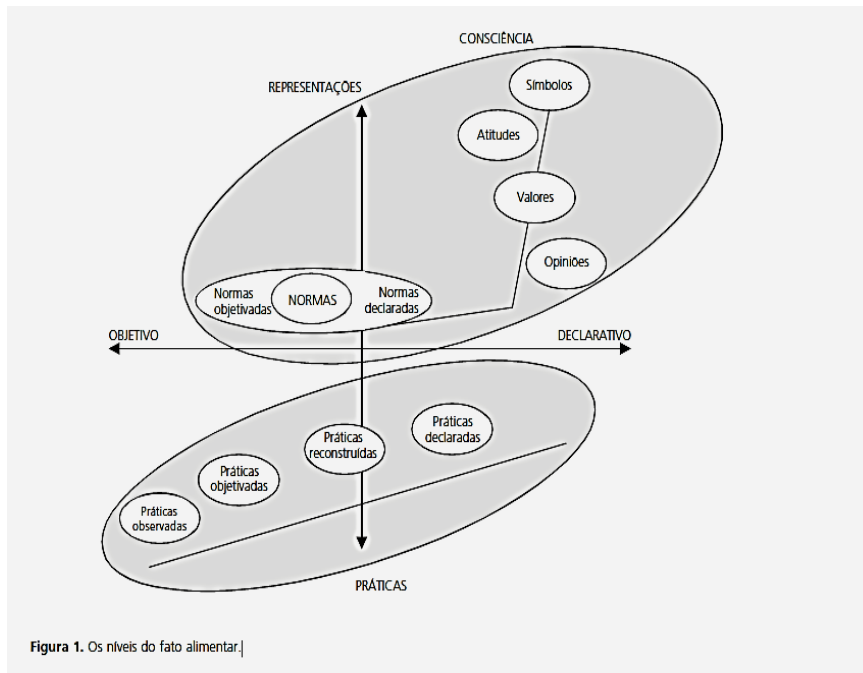 CONSCIÊNCIA
REPRESENTAÇÕES
Símbolos
Atitudes
Valores
Opiniões
Normas
objetivadas
NORMAS
Normas
declaradas
OBJETIVO
DECLARATIVO
Práticas
declaradas
Práticas
reconstruídas
Práticas
objetivadas
Práticas
observadas
PRÁTICAS
Figura 1. Os níveis do fato alimentar.